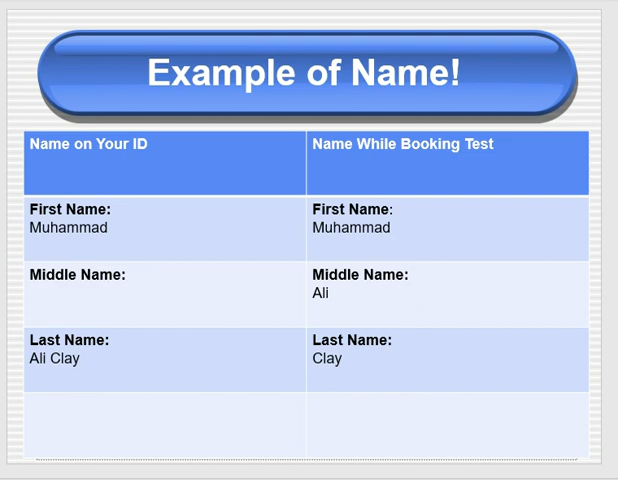 Example of Name!
Name on Your ID
Name While Booking Test
First Name:
Muhammad
First Name:
Muhammad
Middle Name:
Middle Name:
Ali
Last Name:
Ali Clay
Last Name:
Clay